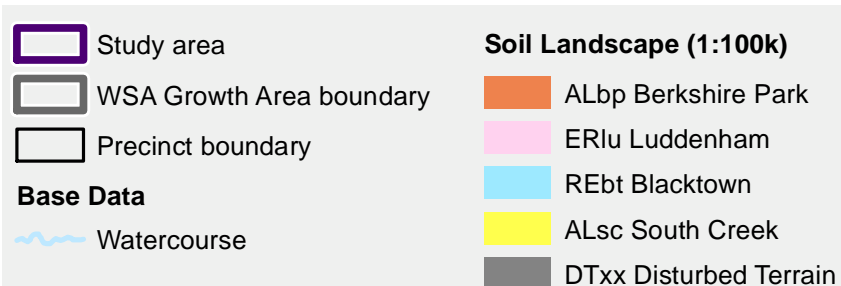 Study area
WSA Growth Area boundary
Precinct boundary
Base Data
Watercourse
Soil Landscape (1:100k)
ALbp Berkshire Park
ERlu Luddenham
REbt Blacktown
ALsc South Creek
DTxx Disturbed Terrain